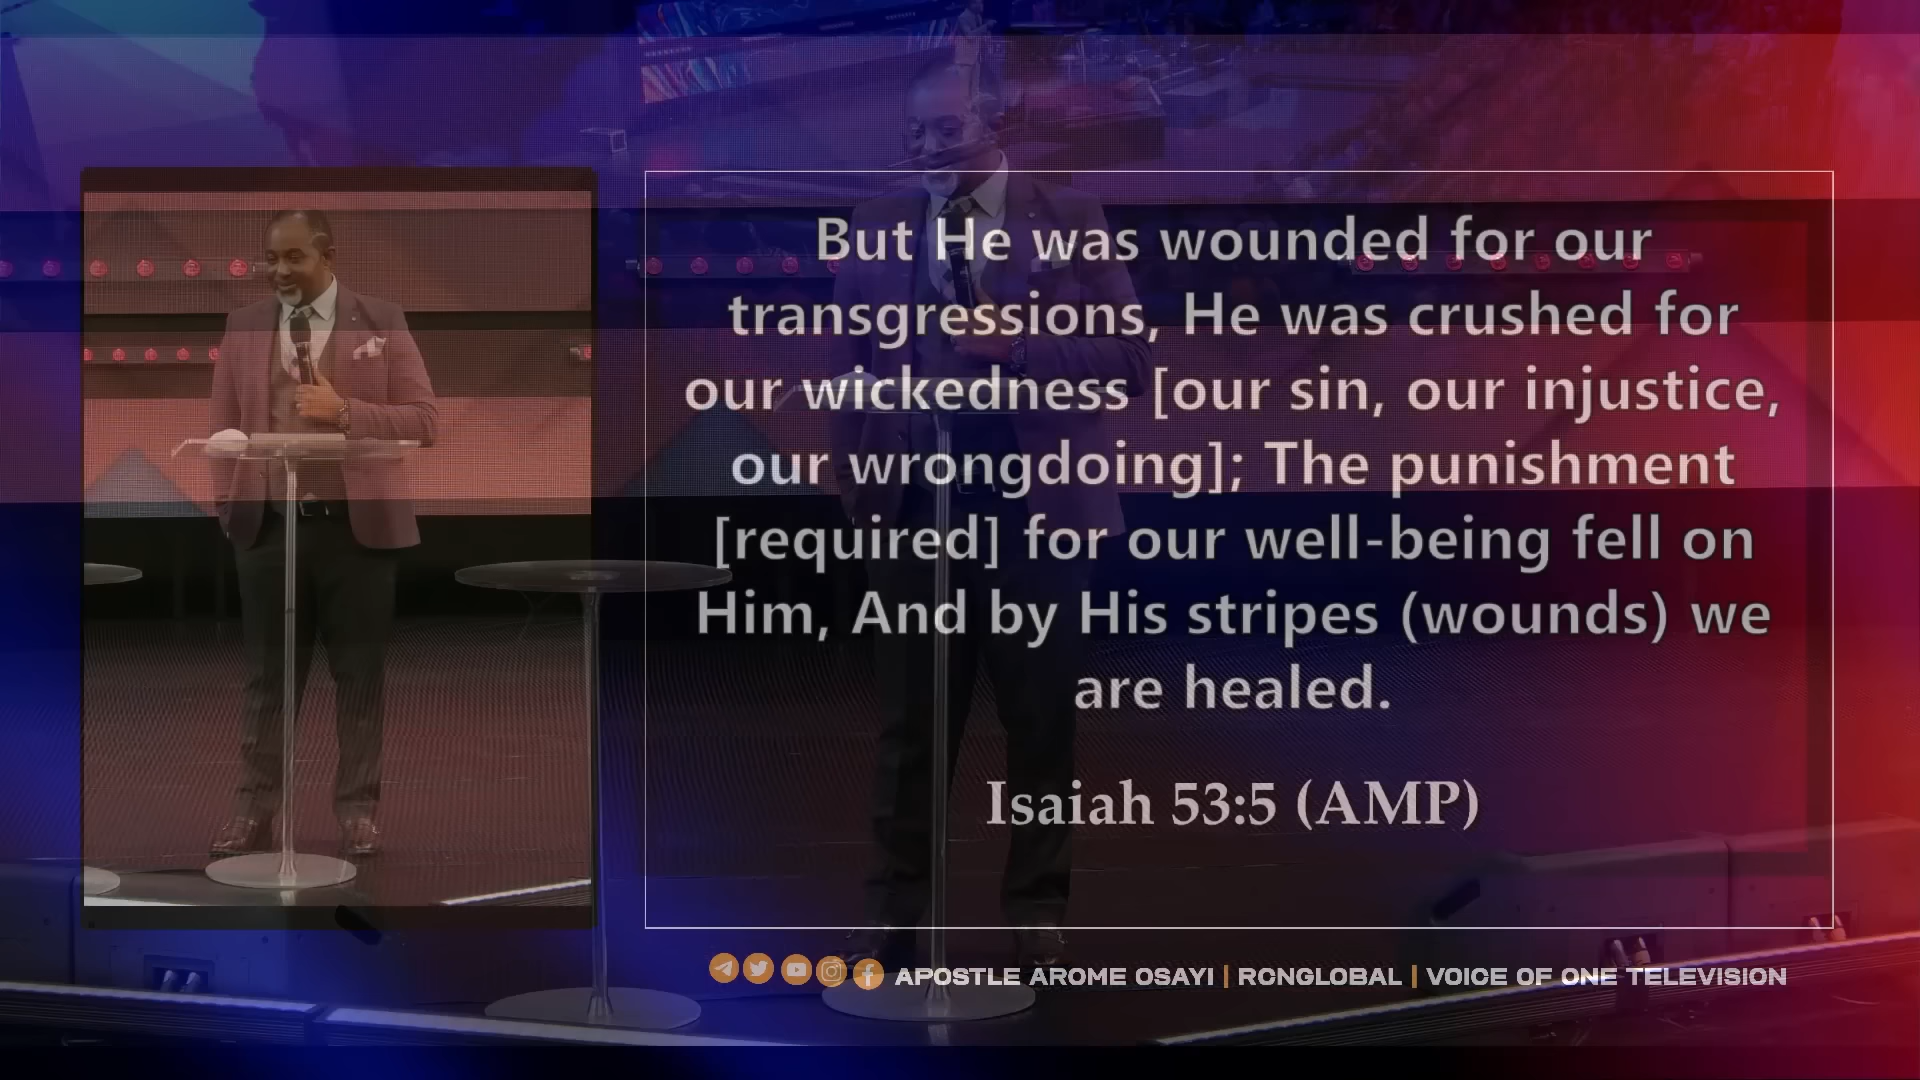 But He was wounded for our
transgressions, He was crushed for
our wickedness [our sin, our injustice,
our wrongdoing]; The punishment
[required] for our well-being fell on
Him, And by His stripes (wounds) we
are healed.
Isaiah 53:5 (AMP)
APOSTLE AROME OSAYI | RCNGLOBAL | VOICE OF ONE TELEVISION